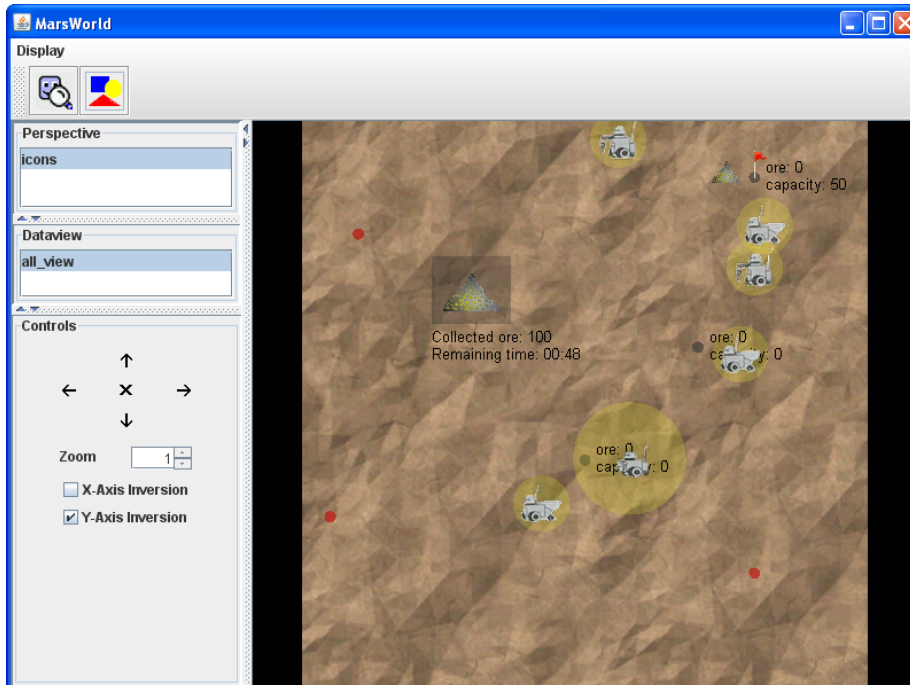 MarsWorld
Display
Perspective
icons
Dataview
all_view
Controls
Zoom 1
X-Axis Inversion
Y-Axis Inversion
ore: 0
capacity: 50
Collected ore: 100
Remaining time: 00:48
ore: 0
capacity: 0
ore: 0
capacity: 0